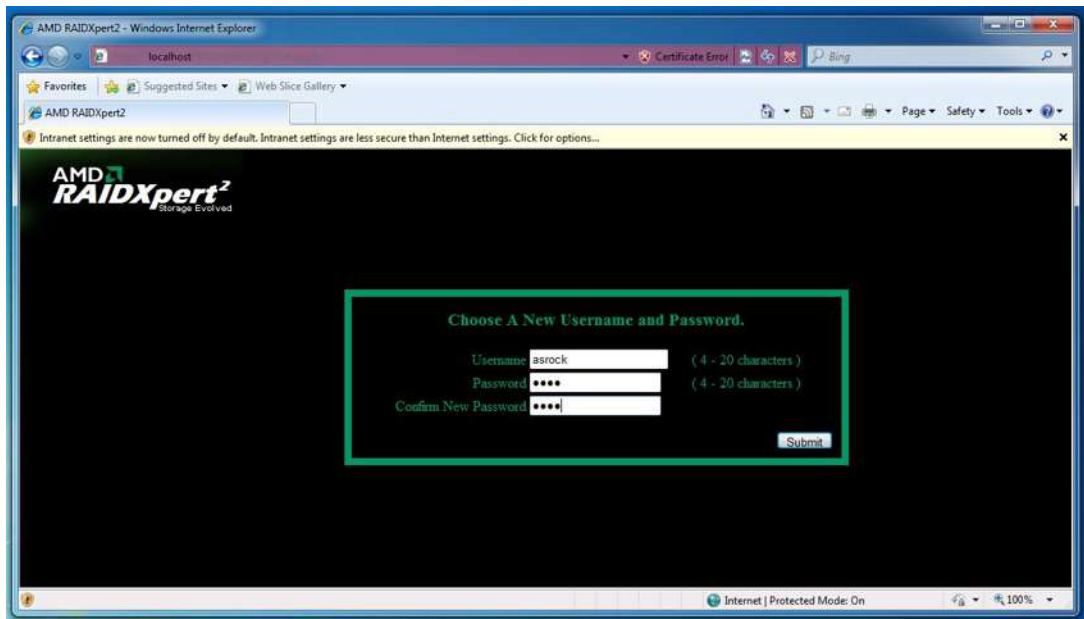 AMD RAIDXpert2 - Windows Internet Explorer
localhost
Certificate Error
Bing
Favorites
Suggested Sites
Web Slice Gallery
AMD RAIDXpert2
Page
Safety
Tools
Intranet settings are now turned off by default. Intranet settings are less secure than Internet settings. Click for options...
AMD
RAIDXpert2
Storage Evolved
Choose A New Username and Password.
Username asrock ( 4 - 20 characters )
Password •••• ( 4 - 20 characters )
Confirm New Password ••••
Submit
Internet | Protected Mode: On
100%